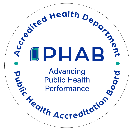 Accredited Health Department
PHAB
Advancing
Public Health
Performance
Public Health Accreditation Board